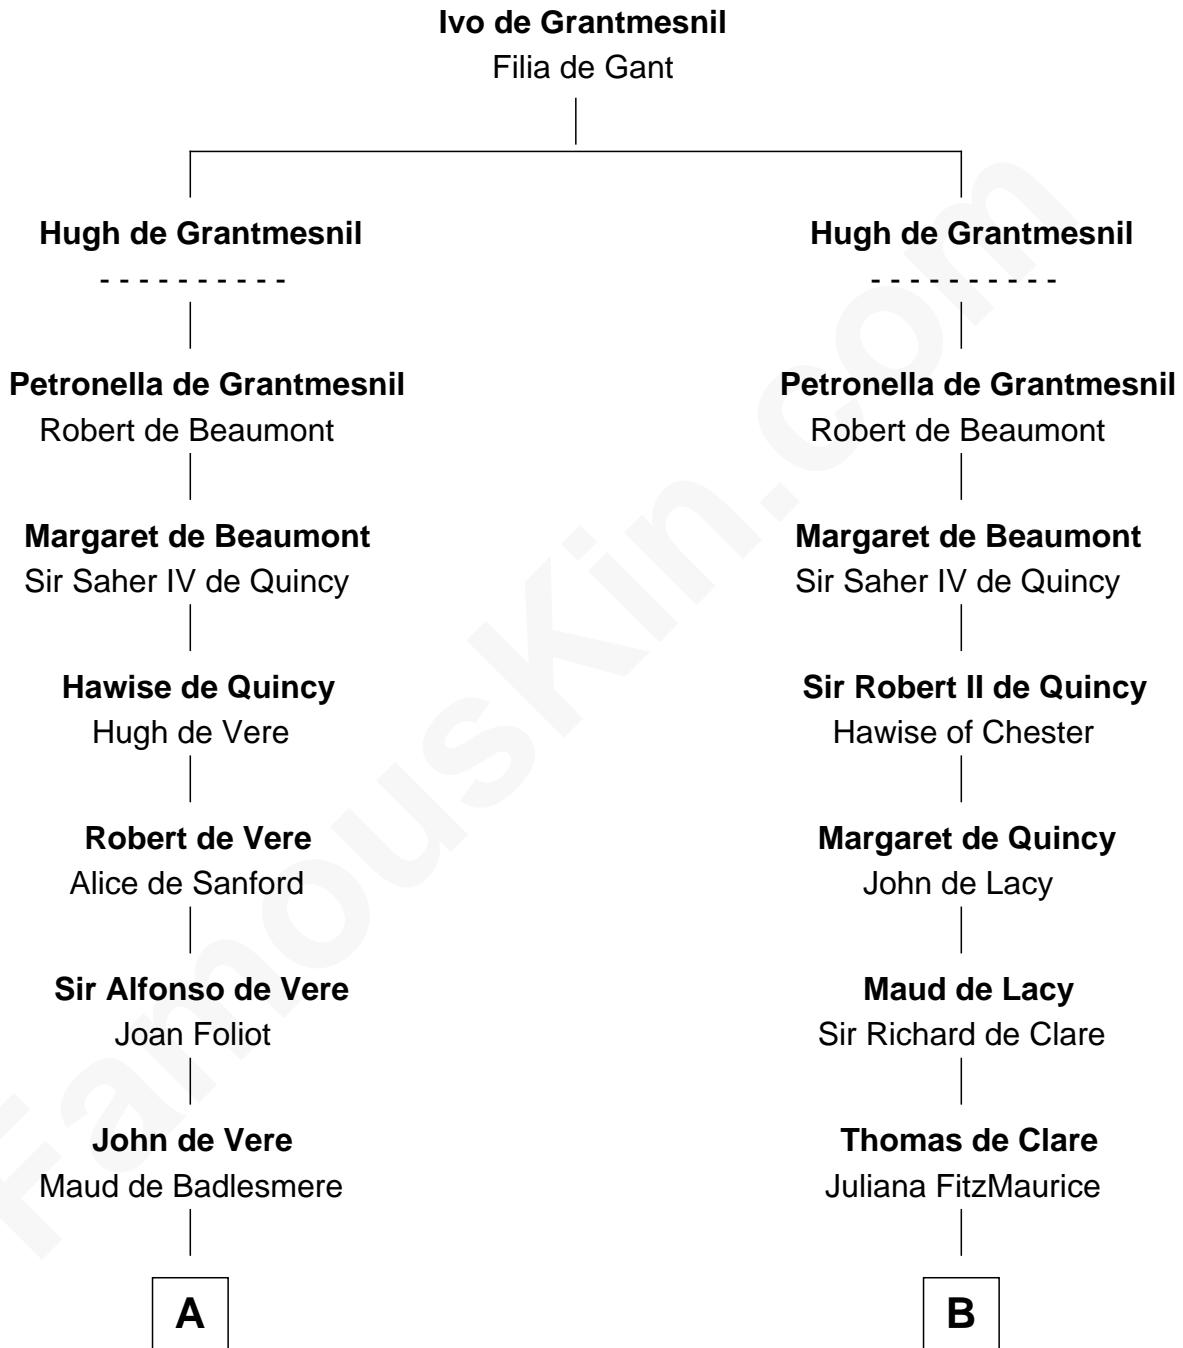 Ivo de Grantmesnil
Filia de Gant
Hugh de Grantmesnil
- - - - - - - - - -
Petronella de Grantmesnil
Robert de Beaumont
Margaret de Beaumont
Sir Saher IV de Quincy
Hawise de Quincy
Hugh de Vere
Robert de Vere
Alice de Sanford
Sir Alfonso de Vere
Joan Foliot
John de Vere
Maud de Badlesmere
A
Hugh de Grantmesnil
- - - - - - - - - -
Petronella de Grantmesnil
Robert de Beaumont
Margaret de Beaumont
Sir Saher IV de Quincy
Sir Robert II de Quincy
Hawise of Chester
Margaret de Quincy
John de Lacy
Maud de Lacy
Sir Richard de Clare
Thomas de Clare
Juliana FitzMaurice
B
FamousKin.com